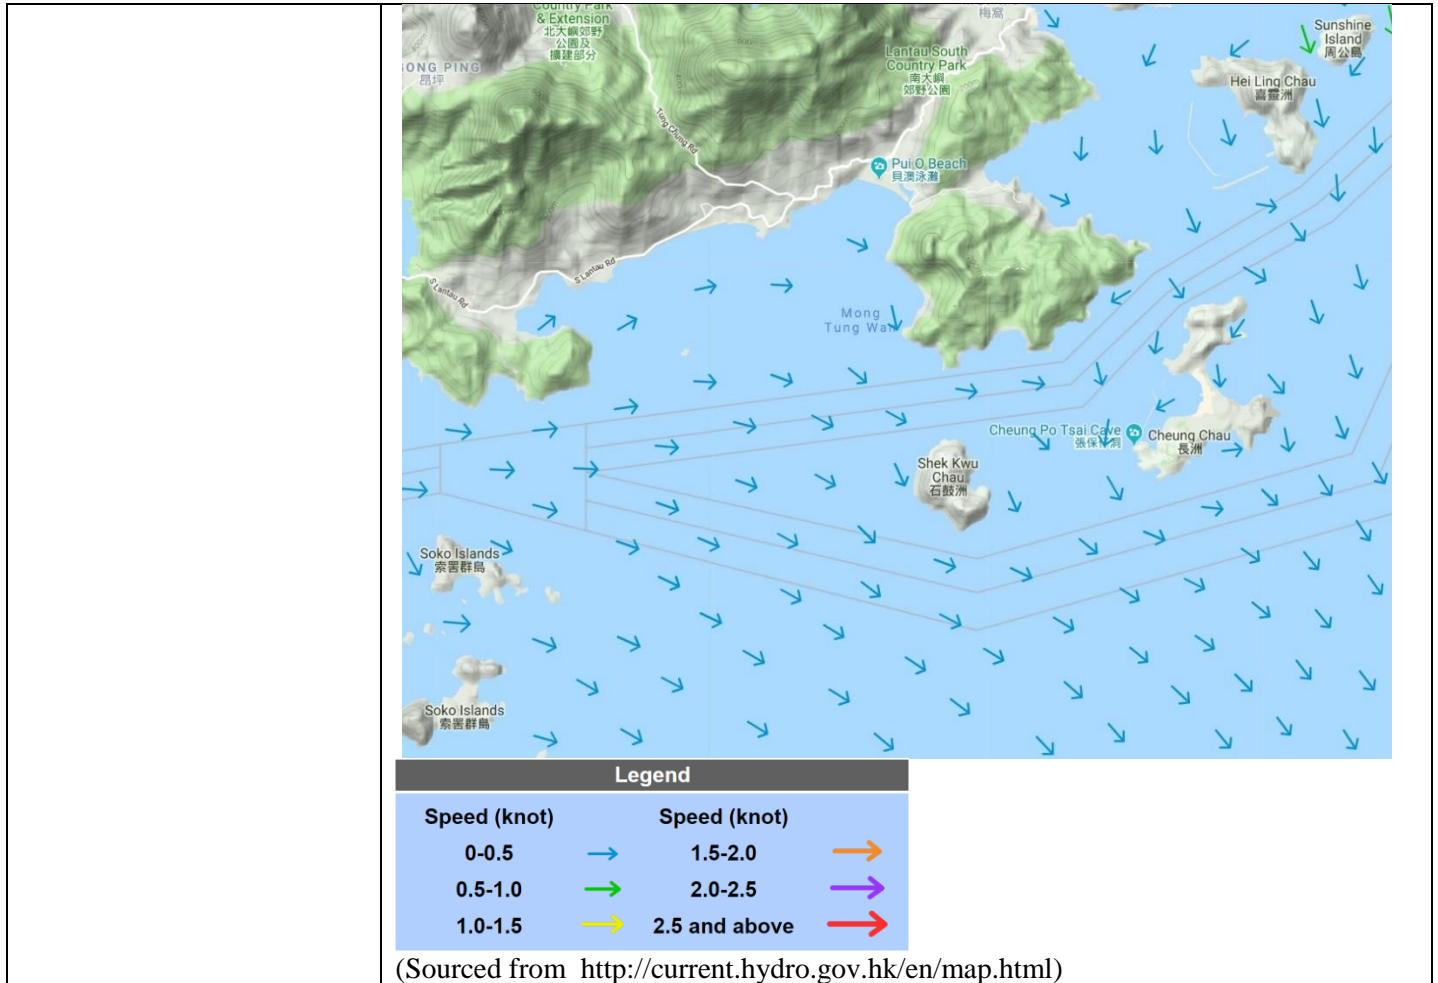 Country Park
& Extension
北大嶼郊野
公園及
擴建部分
梅窩
Sunshine
Island
周公島
Lantau South
Country Park
南大嶼
郊野公園
ONG PING
昂坪
Hei Ling Chau
喜靈洲
Tung Chung Rd
Pui O Beach
貝澳泳灘
S Lantau Rd
S Lantau Rd
Mong
Tung Wan
Cheung Po Tsai Cave
張保仔洞
Cheung Chau
長洲
Shek Kwu
Chau
石鼓洲
Soko Islands
索罟群島
Soko Islands
索罟群島
200m
Legend
Speed (knot) Speed (knot)
0-0.5 1.5-2.0
0.5-1.0 2.0-2.5
1.0-1.5 2.5 and above
(Sourced from http://current.hydro.gov.hk/en/map.html)